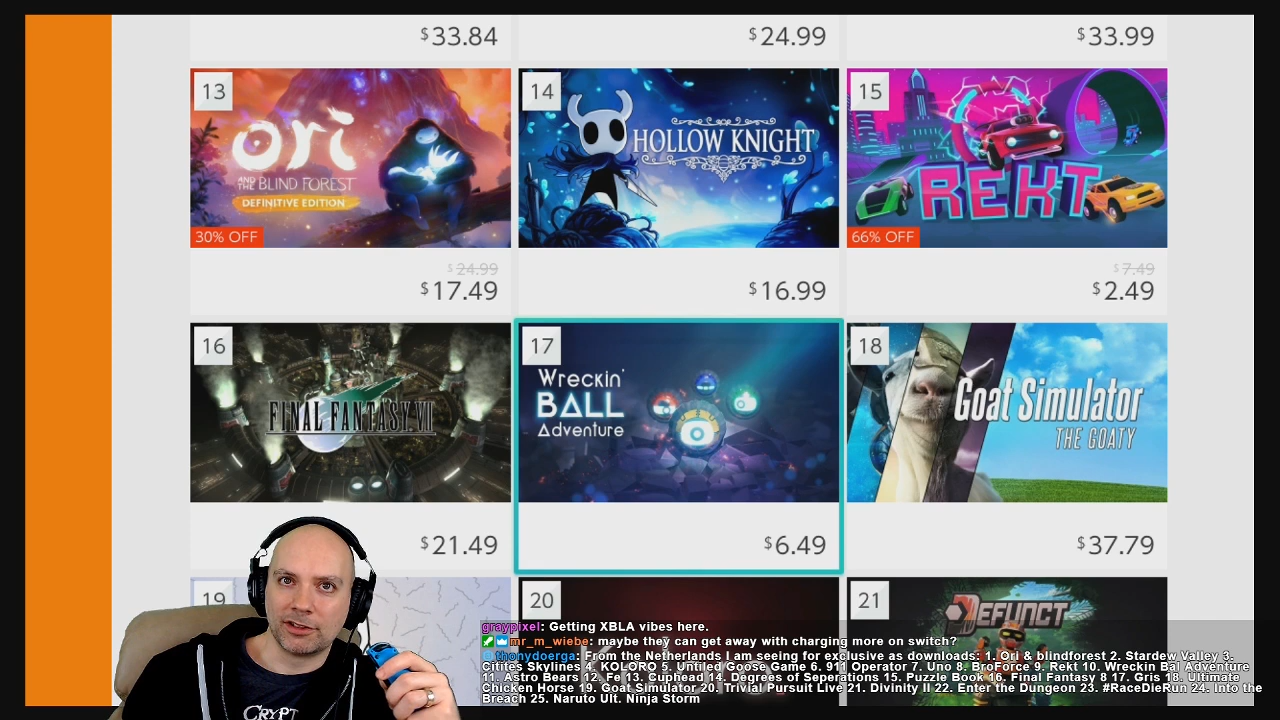 $33.84
$24.99
$33.99
13
ori
AND THE BLIND FOREST
DEFINITIVE EDITION
30% OFF
$24.99
$17.49
14
HOLLOW KNIGHT
$16.99
15
REKT
66% OFF
$7.49
$2.49
16
FINAL FANTASY VII
$21.49
17
Wreckin'
BALL
Adventure
$6.49
18
Goat Simulator
THE GOATY
$37.79
19
20
21
DEFUNCT
CRYPT
graypixel: Getting XBLA vibes here.
mr_m_wiebe: maybe they can get away with charging more on switch?
thonydoerga: From the Netherlands I am seeing for exclusive as downloads: 1. Ori & blindforest 2. Stardew Valley 3.
Citites Skylines 4. KOLORO 5. Untiled Goose Game 6. 911 Operator 7. Uno 8. BroForce 9. Rekt 10. Wreckin Bal Adventure
11. Astro Bears 12. Fe 13. Cuphead 14. Degrees of Seperations 15. Puzzle Book 16. Final Fantasy 8 17. Gris 18. Ultimate
Chicken Horse 19. Goat Simulator 20. Trivial Pursuit Live 21. Divinity II 22. Enter the Dungeon 23. #RaceDieRun 24. Into the
Breach 25. Naruto Ult. Ninja Storm